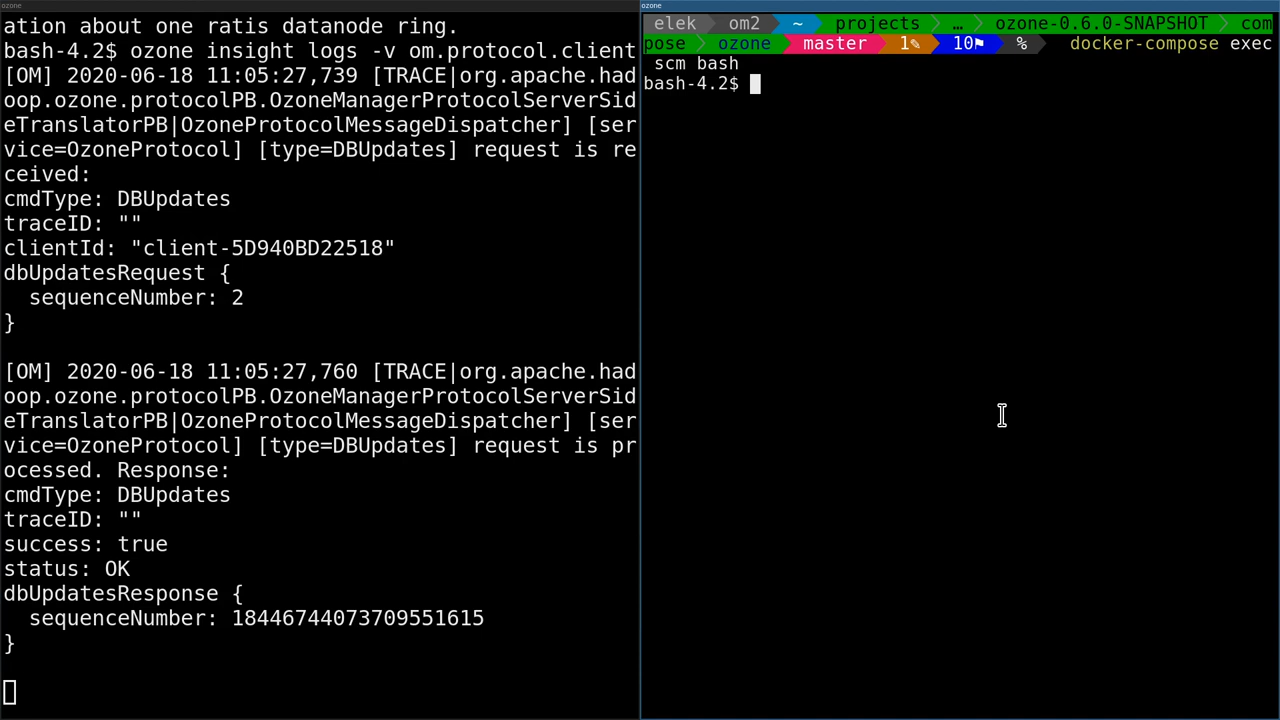 ozone
ation about one ratis datanode ring.
bash-4.2$ ozone insight logs -v om.protocol.client
[OM] 2020-06-18 11:05:27,739 [TRACE|org.apache.had
oop.ozone.protocolPB.OzoneManagerProtocolServerSid
eTranslatorPB|OzoneProtocolMessageDispatcher] [ser
vice=OzoneProtocol] [type=DBUpdates] request is re
ceived:
cmdType: DBUpdates
traceID: ""
clientId: "client-5D940BD22518"
dbUpdatesRequest {
  sequenceNumber: 2
}
[OM] 2020-06-18 11:05:27,760 [TRACE|org.apache.had
oop.ozone.protocolPB.OzoneManagerProtocolServerSid
eTranslatorPB|OzoneProtocolMessageDispatcher] [ser
vice=OzoneProtocol] [type=DBUpdates] request is pr
ocessed. Response:
cmdType: DBUpdates
traceID: ""
success: true
status: OK
dbUpdatesResponse {
  sequenceNumber: 18446744073709551615
}
ozone
elek om2 ~ projects … ozone-0.6.0-SNAPSHOT com
pose ozone master 1✎ 10⚑ % docker-compose exec
 scm bash
bash-4.2$